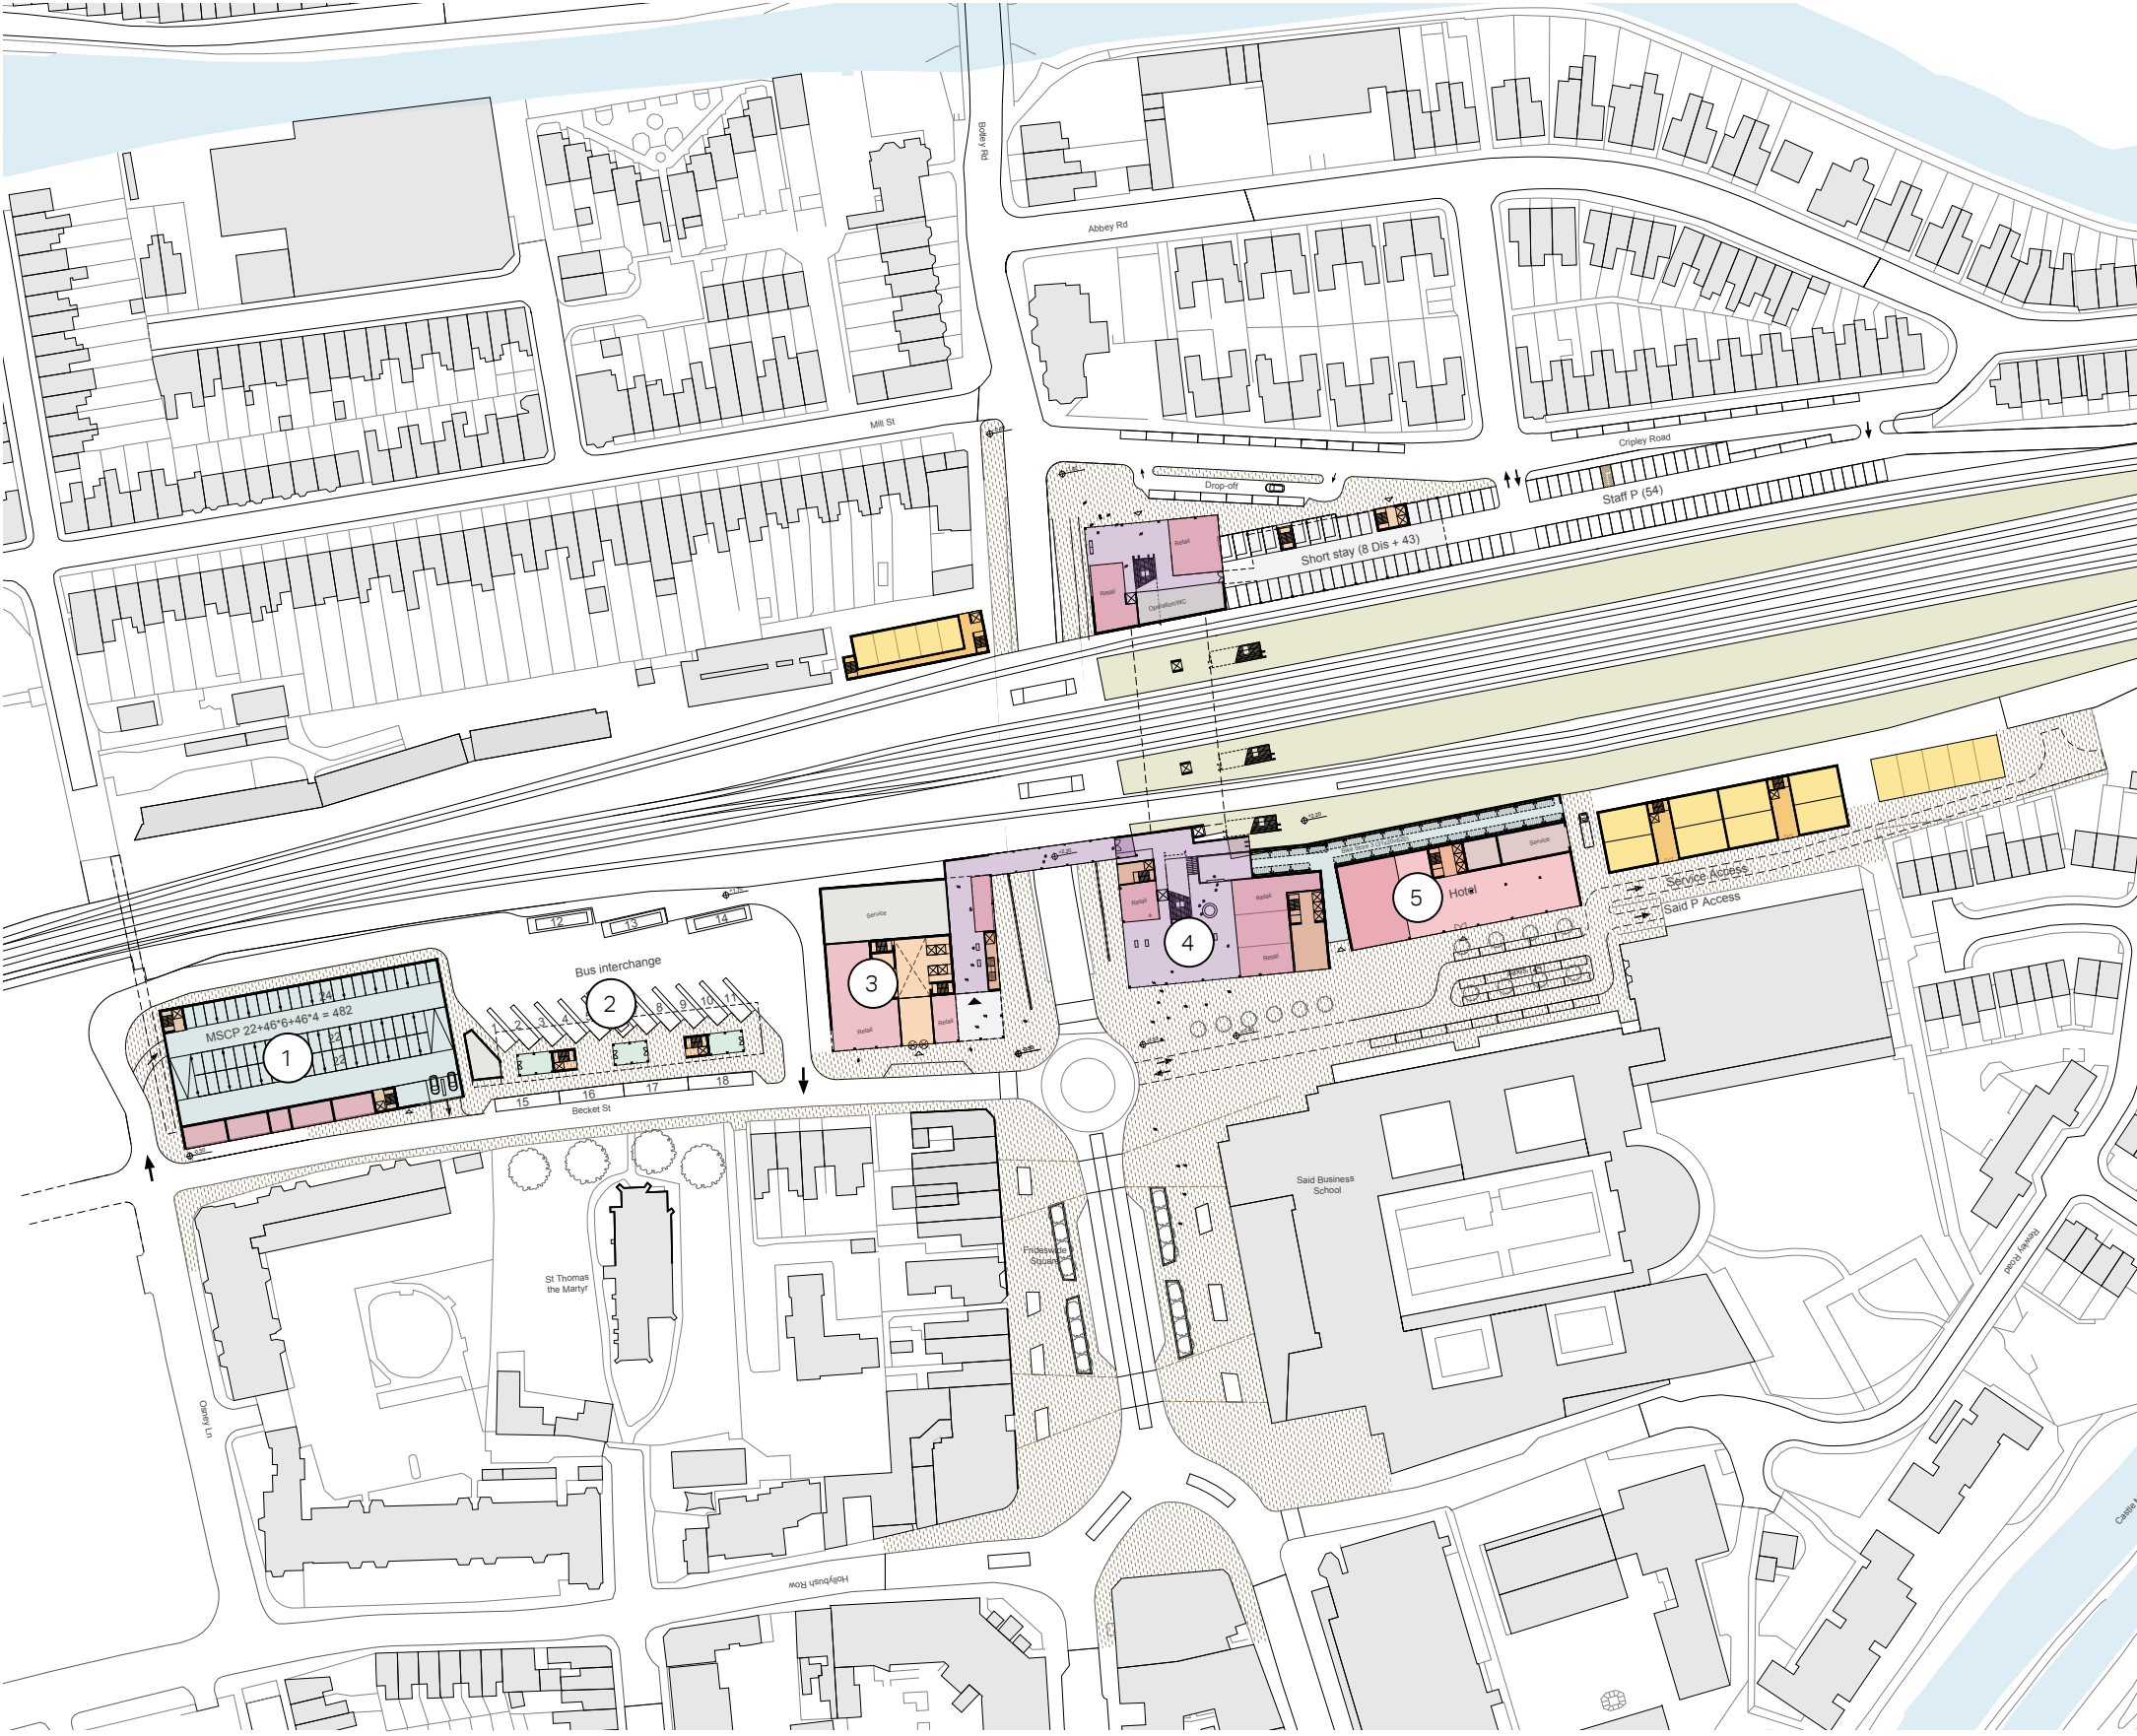 Botley Rd
Abbey Rd
Mill St
Cripley Road
Drop-off
Staff P (54)
Short stay (8 Dis + 43)
Retail
Retail
Operation/WC
12
13
14
Bus interchange
1
2
3
4
8
9
10
11
2
24
MSCP 22+46*6+46*4 = 482
22
22
1
15
16
17
18
Becket St
Service
3
Retail
Retail
Retail
Retail
Retail
4
Service
Hotel
5
Service Access
Said P Access
Said Business
School
Frideswide
Square
St Thomas
the Martyr
Osney Ln
Hollybush Row
Rewley Road